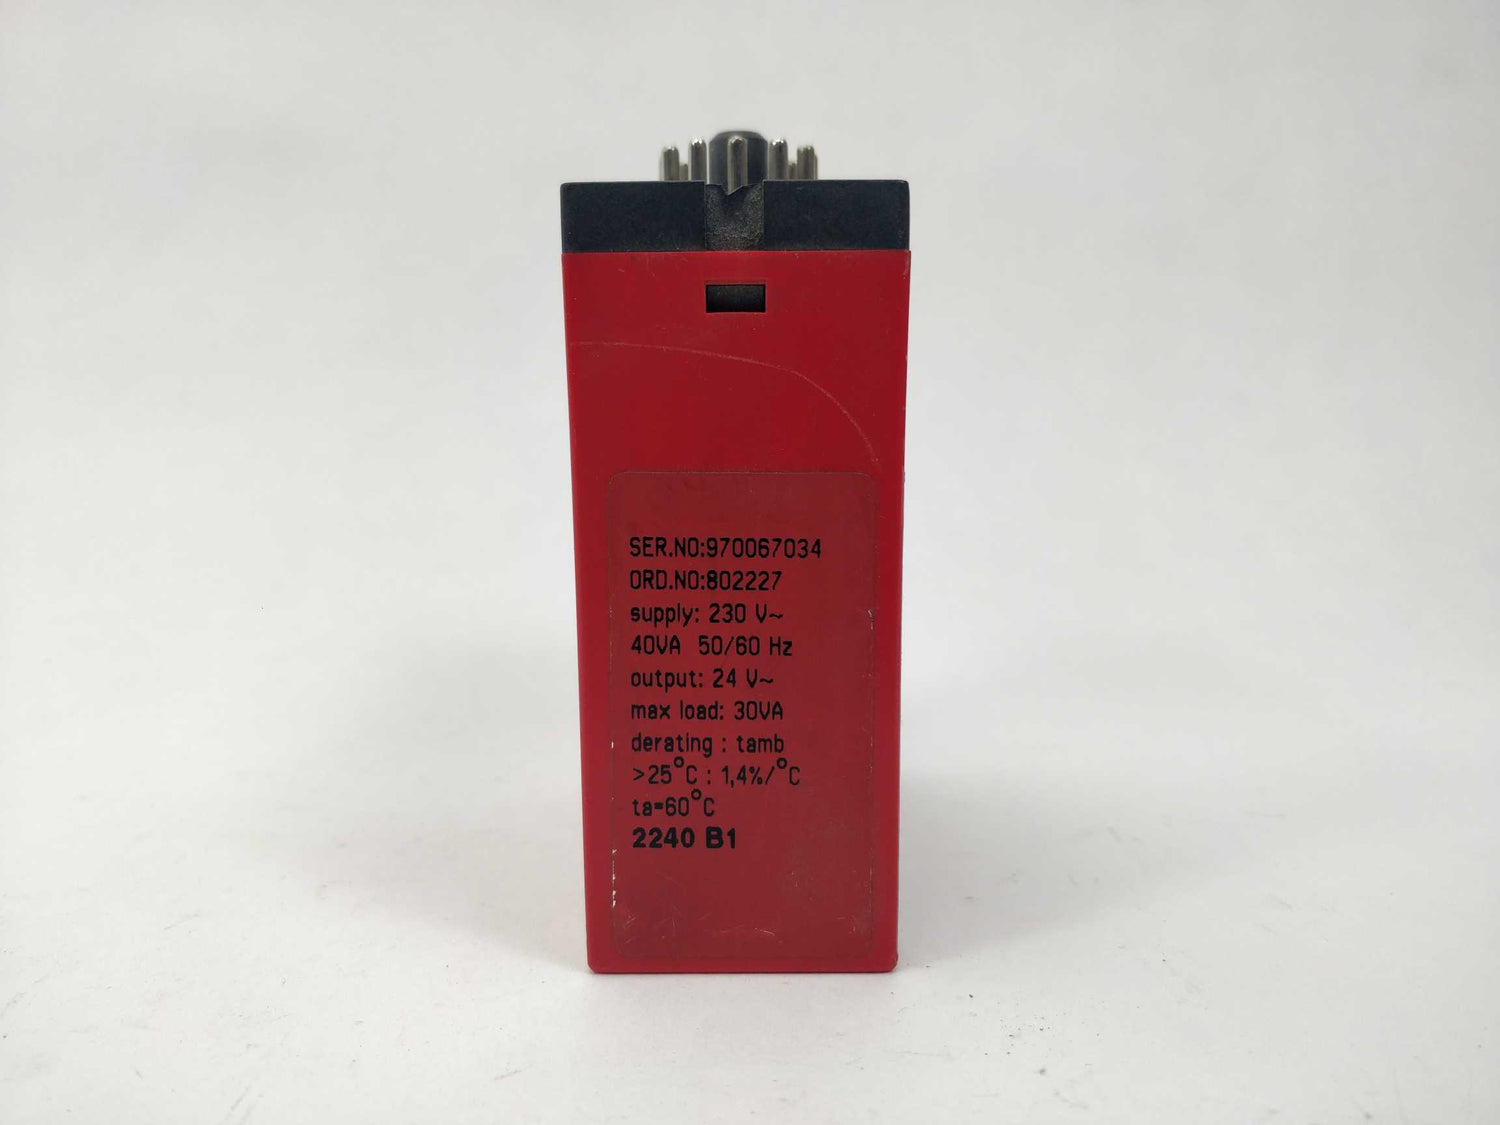 SER.NO:970067034
ORD.NO:802227
supply: 230 V~
40VA 50/60 Hz
output: 24 V~
max load: 30VA
derating : tamb
>25°C : 1,4%/°C
ta=60°C
2240 B1